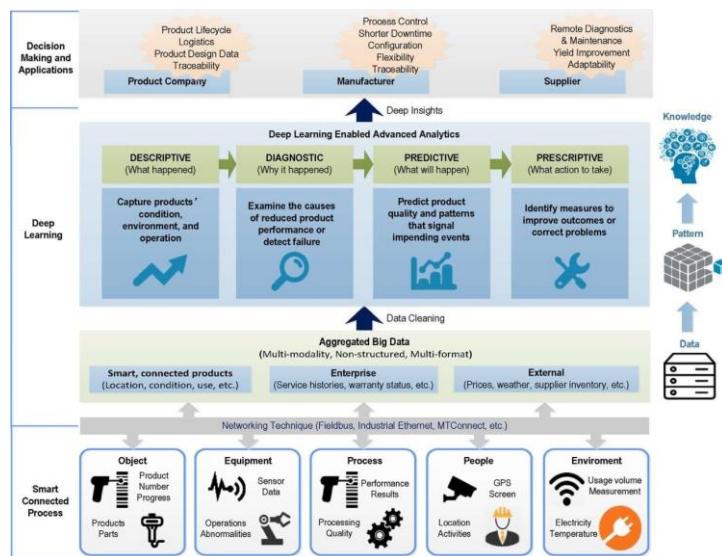 Decision
Making and
Applications
Product Lifecycle
Logistics
Product Design Data
Traceability
Product Company
Process Control
Shorter Downtime
Configuration
Flexibility
Traceability
Manufacturer
Remote Diagnostics
& Maintenance
Yield Improvement
Adaptability
Supplier
Deep Insights
Deep
Learning
Deep Learning Enabled Advanced Analytics
DESCRIPTIVE
(What happened)
DIAGNOSTIC
(Why it happened)
PREDICTIVE
(What will happen)
PRESCRIPTIVE
(What action to take)
Capture products'
condition,
environment, and
operation
Examine the causes
of reduced product
performance or
detect failure
Predict product
quality and patterns
that signal
impending events
Identify measures to
improve outcomes or
correct problems
Knowledge
Pattern
Data
Data Cleaning
Aggregated Big Data
(Multi-modality, Non-structured, Multi-format)
Smart, connected products
(Location, condition, use, etc.)
Enterprise
(Service histories, warranty status, etc.)
External
(Prices, weather, supplier inventory, etc.)
Networking Technique (Fieldbus, Industrial Ethernet, MTConnect, etc.)
Smart
Connected
Process
Object
Product
Number
Progress
Products
Parts
Equipment
Sensor
Data
Operations
Abnormalities
Process
Performance
Results
Processing
Quality
People
GPS
Screen
Location
Activities
Enviroment
Usage volume
Measurement
Electricity
Temperature